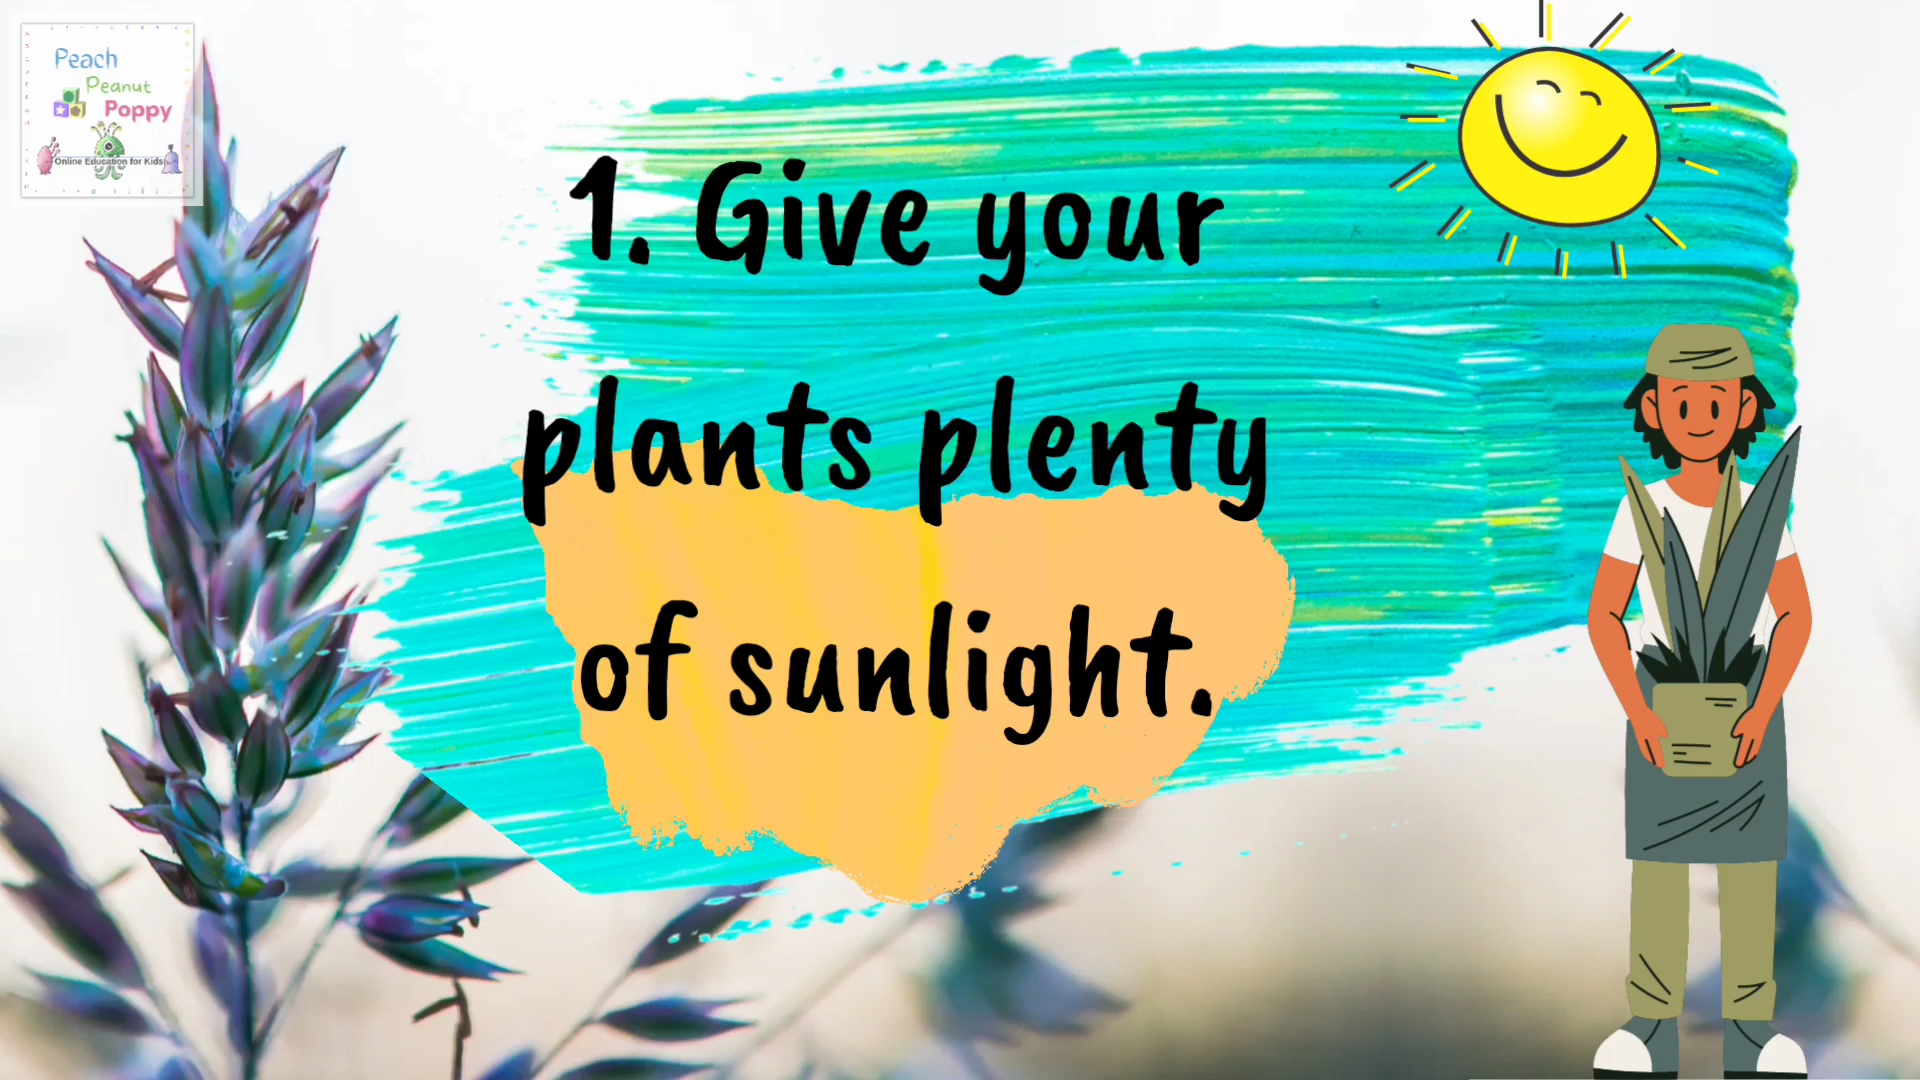 Peach
Peanut
Poppy
Online Education for Kids
1. Give your
plants plenty
of sunlight.